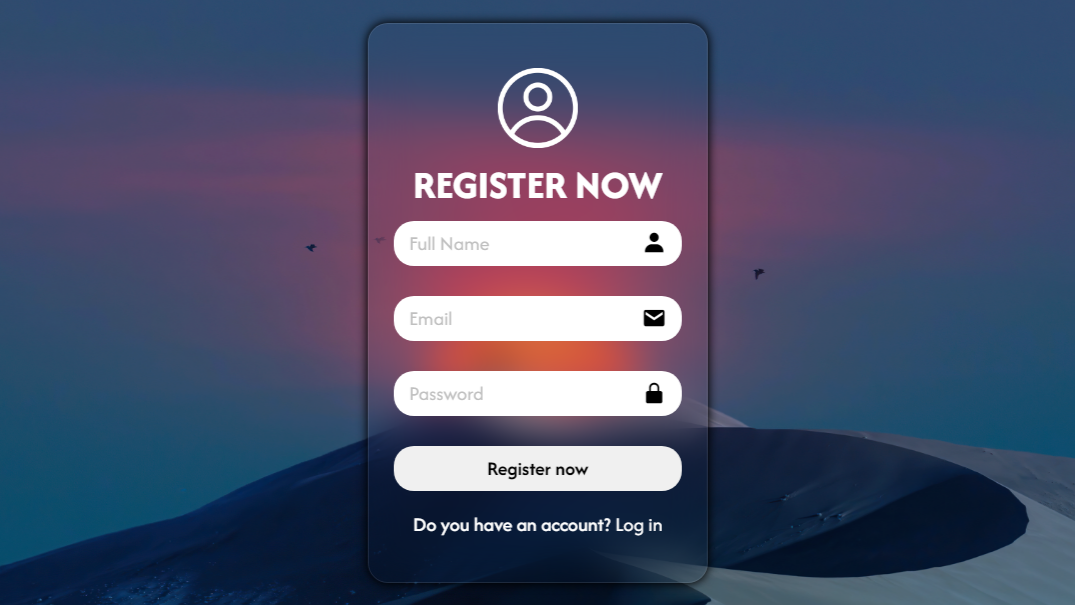 REGISTER NOW
Full Name
Email
Password
Register now
Do you have an account? Log in